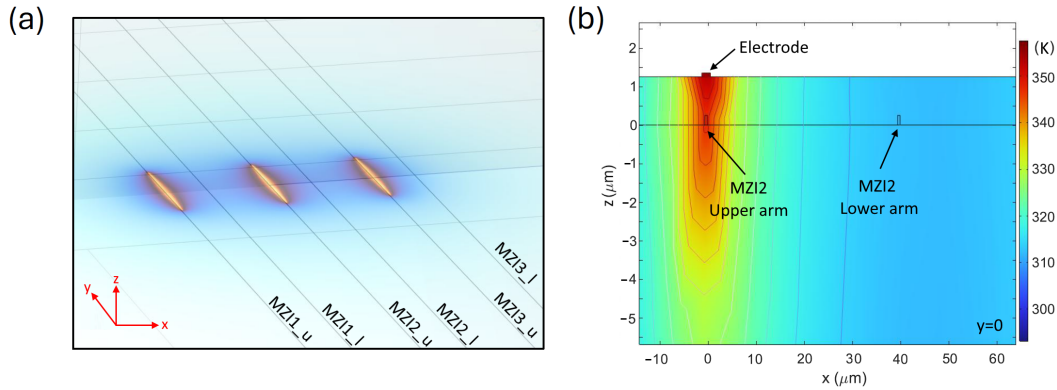 (a)
z
y
x
MZI1_u
MZI1_l
MZI2_u
MZI2_l
MZI3_u
MZI3_l
(b)
Electrode
(K)
2
1
0
−1
−2
−3
−4
−5
z (μm)
MZI2
Upper arm
MZI2
Lower arm
y=0
−10 0 10 20 30 40 50 60
x (μm)
350
340
330
320
310
300